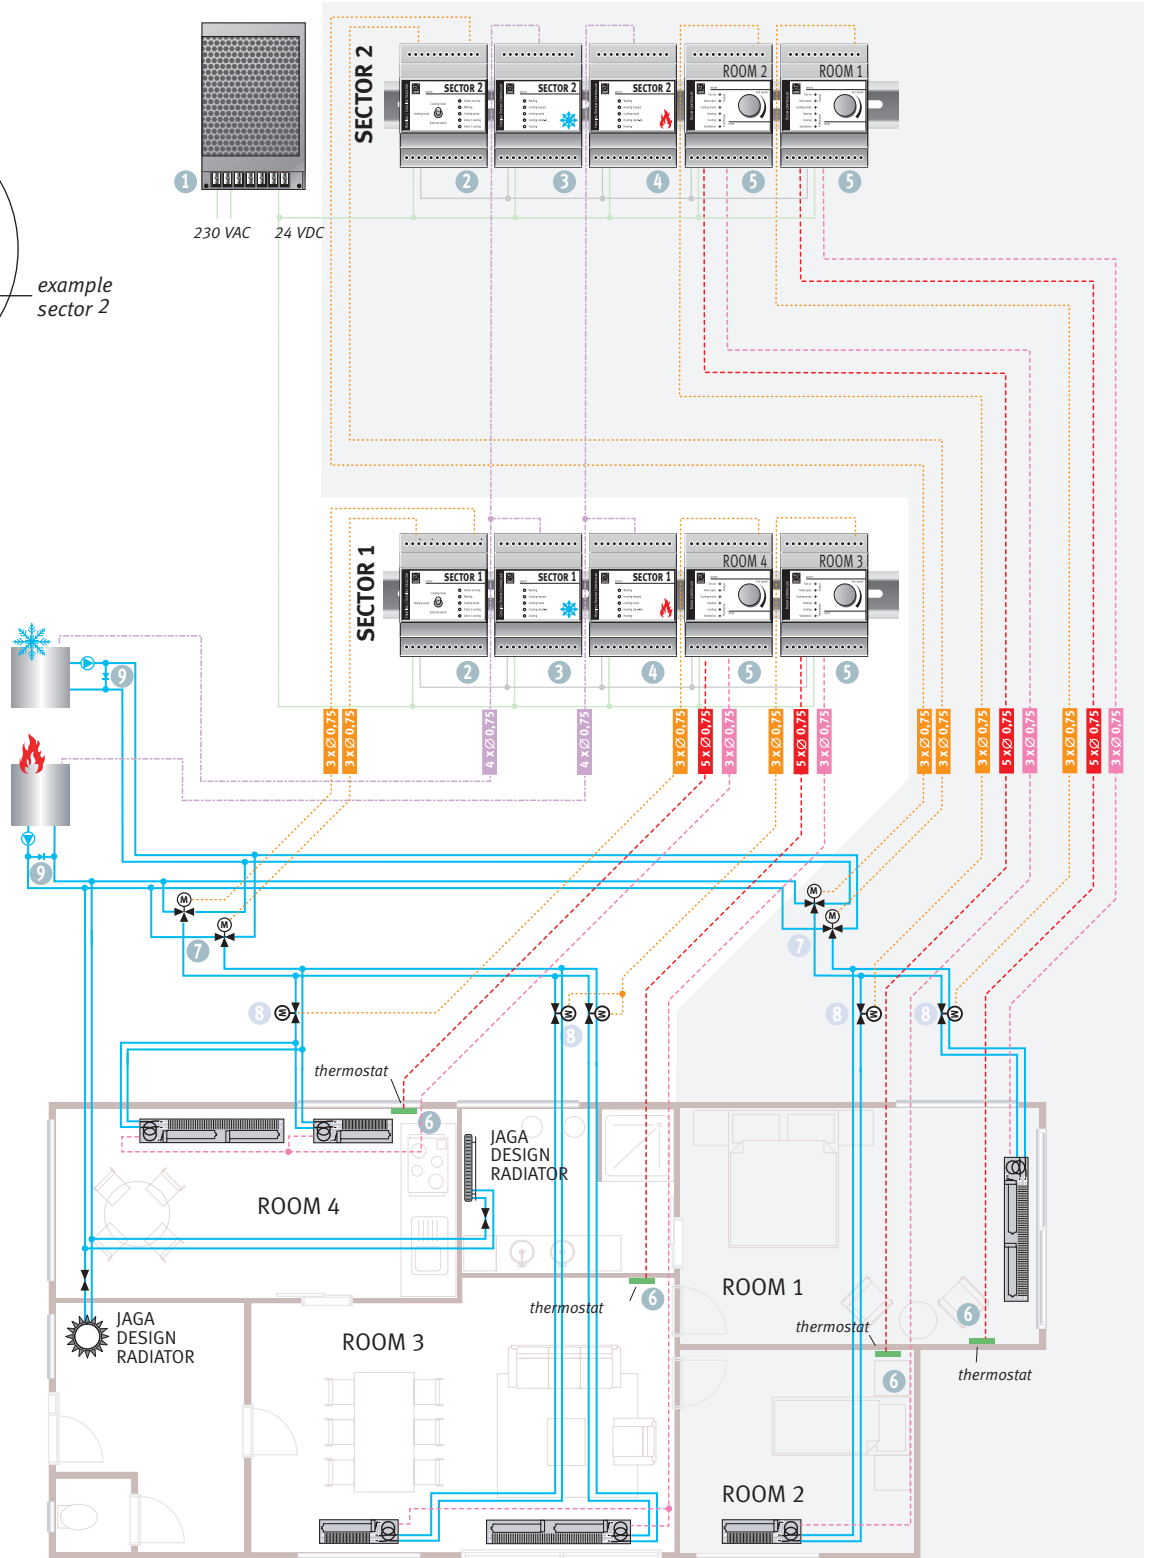 SECTOR 2
ROOM 2
ROOM 1
SECTOR 2
SECTOR 2
SECTOR 2
1
2
3
4
5
5
230 VAC
24 VDC
example
sector 2
SECTOR 1
ROOM 4
ROOM 3
SECTOR 1
SECTOR 1
SECTOR 1
2
3
4
5
5
9
3 x Ø 0,75
3 x Ø 0,75
4 x Ø 0,75
4 x Ø 0,75
3 x Ø 0,75
5 x Ø 0,75
3 x Ø 0,75
3 x Ø 0,75
5 x Ø 0,75
3 x Ø 0,75
3 x Ø 0,75
3 x Ø 0,75
3 x Ø 0,75
5 x Ø 0,75
3 x Ø 0,75
3 x Ø 0,75
5 x Ø 0,75
3 x Ø 0,75
9
M
M
M
M
7
7
8
M
M
M
8
8
M
8
M
thermostat
6
JAGA
DESIGN
RADIATOR
ROOM 4
ROOM 1
thermostat
6
JAGA
DESIGN
RADIATOR
ROOM 3
thermostat
6
thermostat
6
ROOM 2